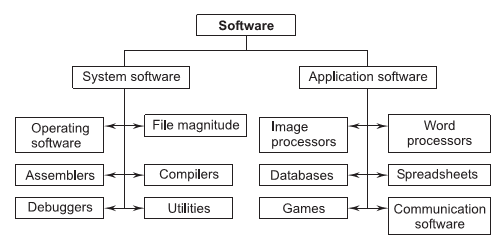 Software
System software
Application software
Operating
software
File magnitude
Image
processors
Word
processors
Assemblers
Compilers
Databases
Spreadsheets
Debuggers
Utilities
Games
Communication
software